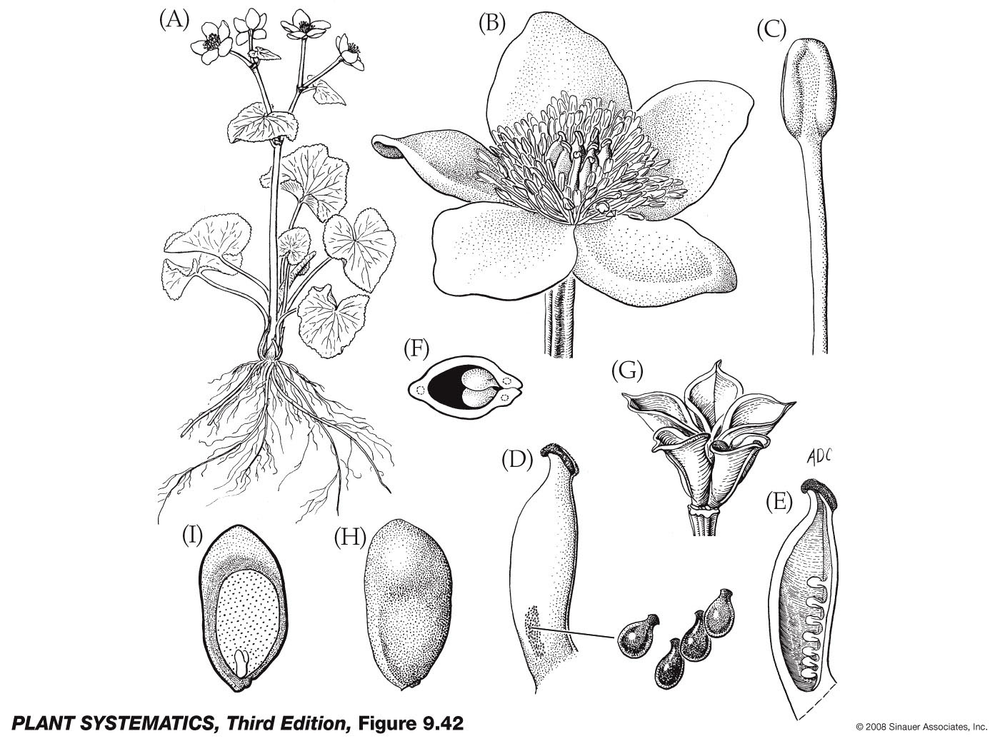 (A)
(B)
(C)
(F)
(G)
(D)
ADC
(E)
(I)
(H)
PLANT SYSTEMATICS, Third Edition, Figure 9.42
© 2008 Sinauer Associates, Inc.